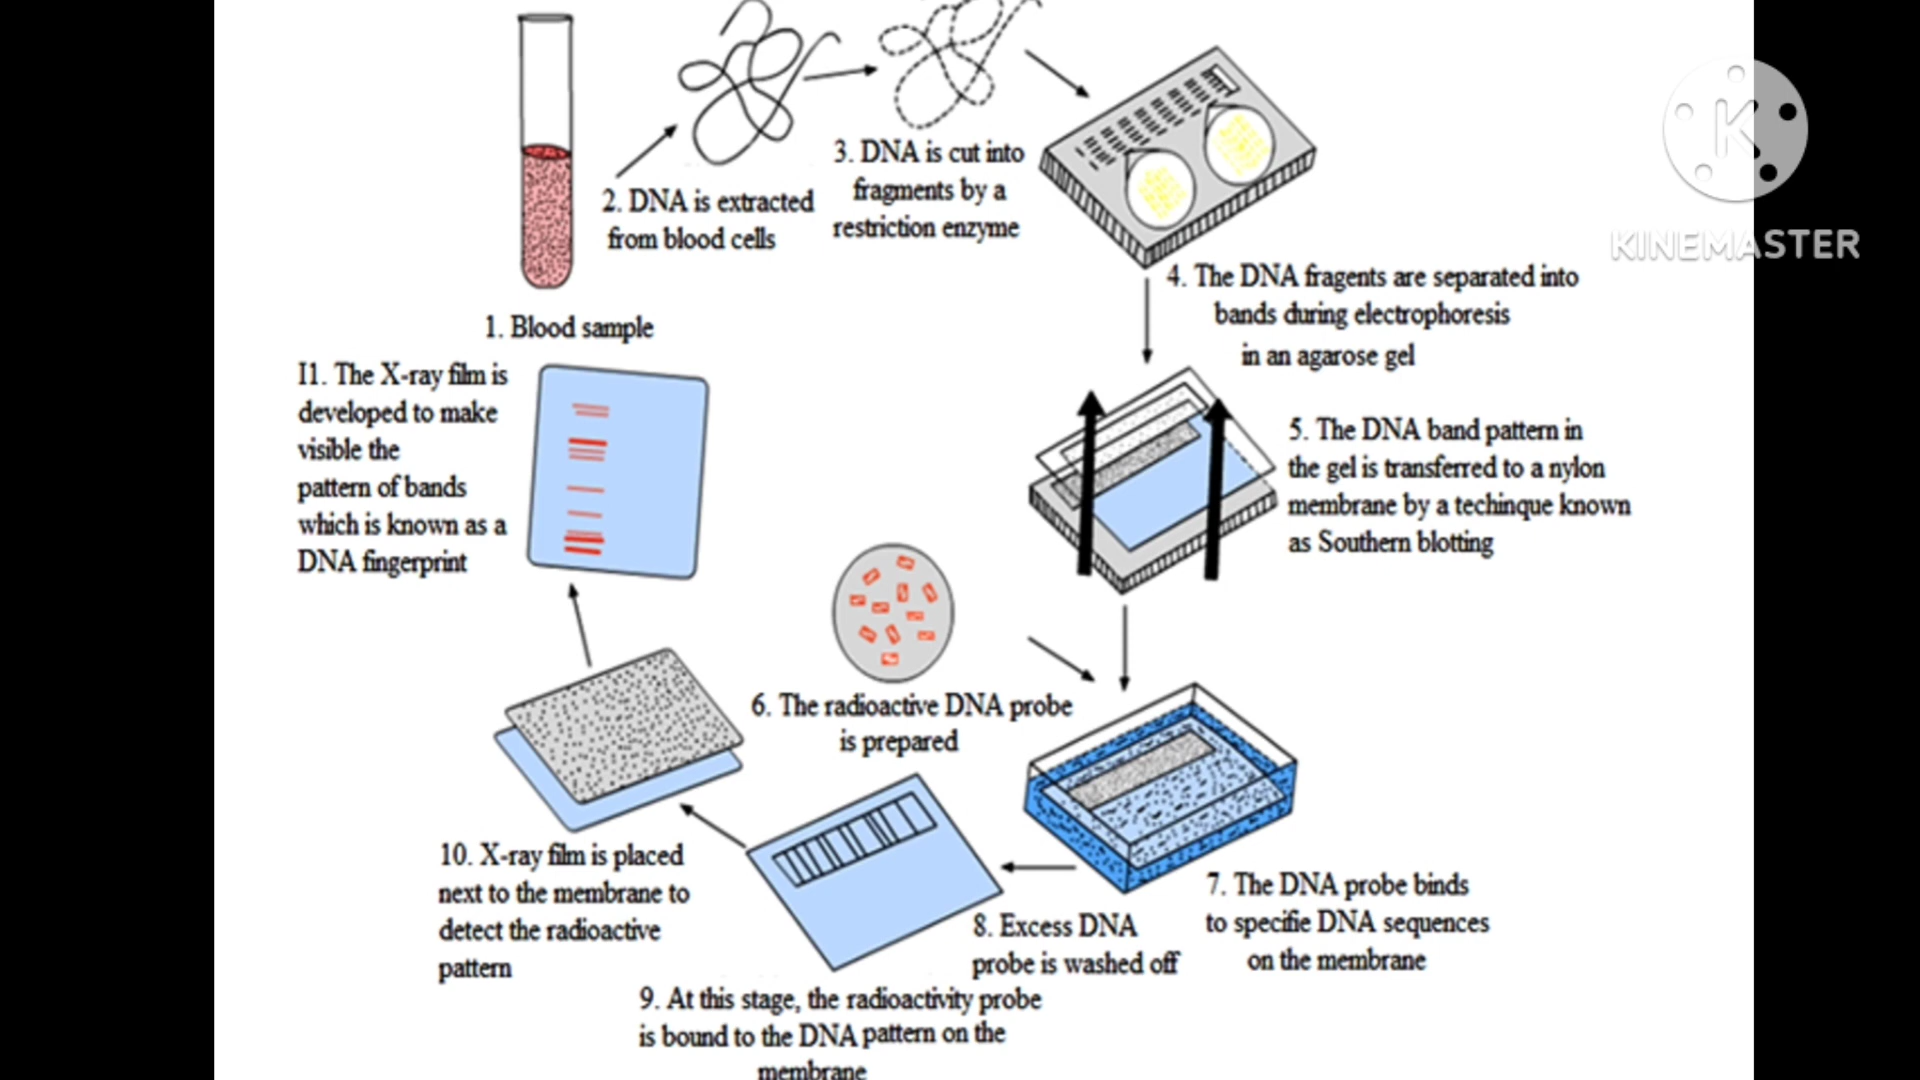 1. Blood sample
2. DNA is extracted
from blood cells
3. DNA is cut into
fragments by a
restriction enzyme
4. The DNA fragents are separated into
bands during electrophoresis
in an agarose gel
5. The DNA band pattern in
the gel is transferred to a nylon
membrane by a techinque known
as Southern blotting
6. The radioactive DNA probe
is prepared
7. The DNA probe binds
to specific DNA sequences
on the membrane
8. Excess DNA
probe is washed off
9. At this stage, the radioactivity probe
is bound to the DNA pattern on the
membrane
10. X-ray film is placed
next to the membrane to
detect the radioactive
pattern
I1. The X-ray film is
developed to make
visible the
pattern of bands
which is known as a
DNA fingerprint
K
KINEMASTER